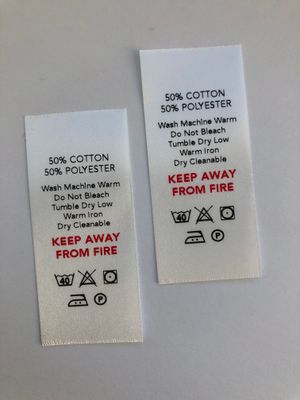 50% COTTON
50% POLYESTER
Wash Machine Warm
Do Not Bleach
Tumble Dry Low
Warm Iron
Dry Cleanable
KEEP AWAY
FROM FIRE
40
P
50% COTTON
50% POLYESTER
Wash Machine Warm
Do Not Bleach
Tumble Dry Low
Warm Iron
Dry Cleanable
KEEP AWAY
FROM FIRE
40
P